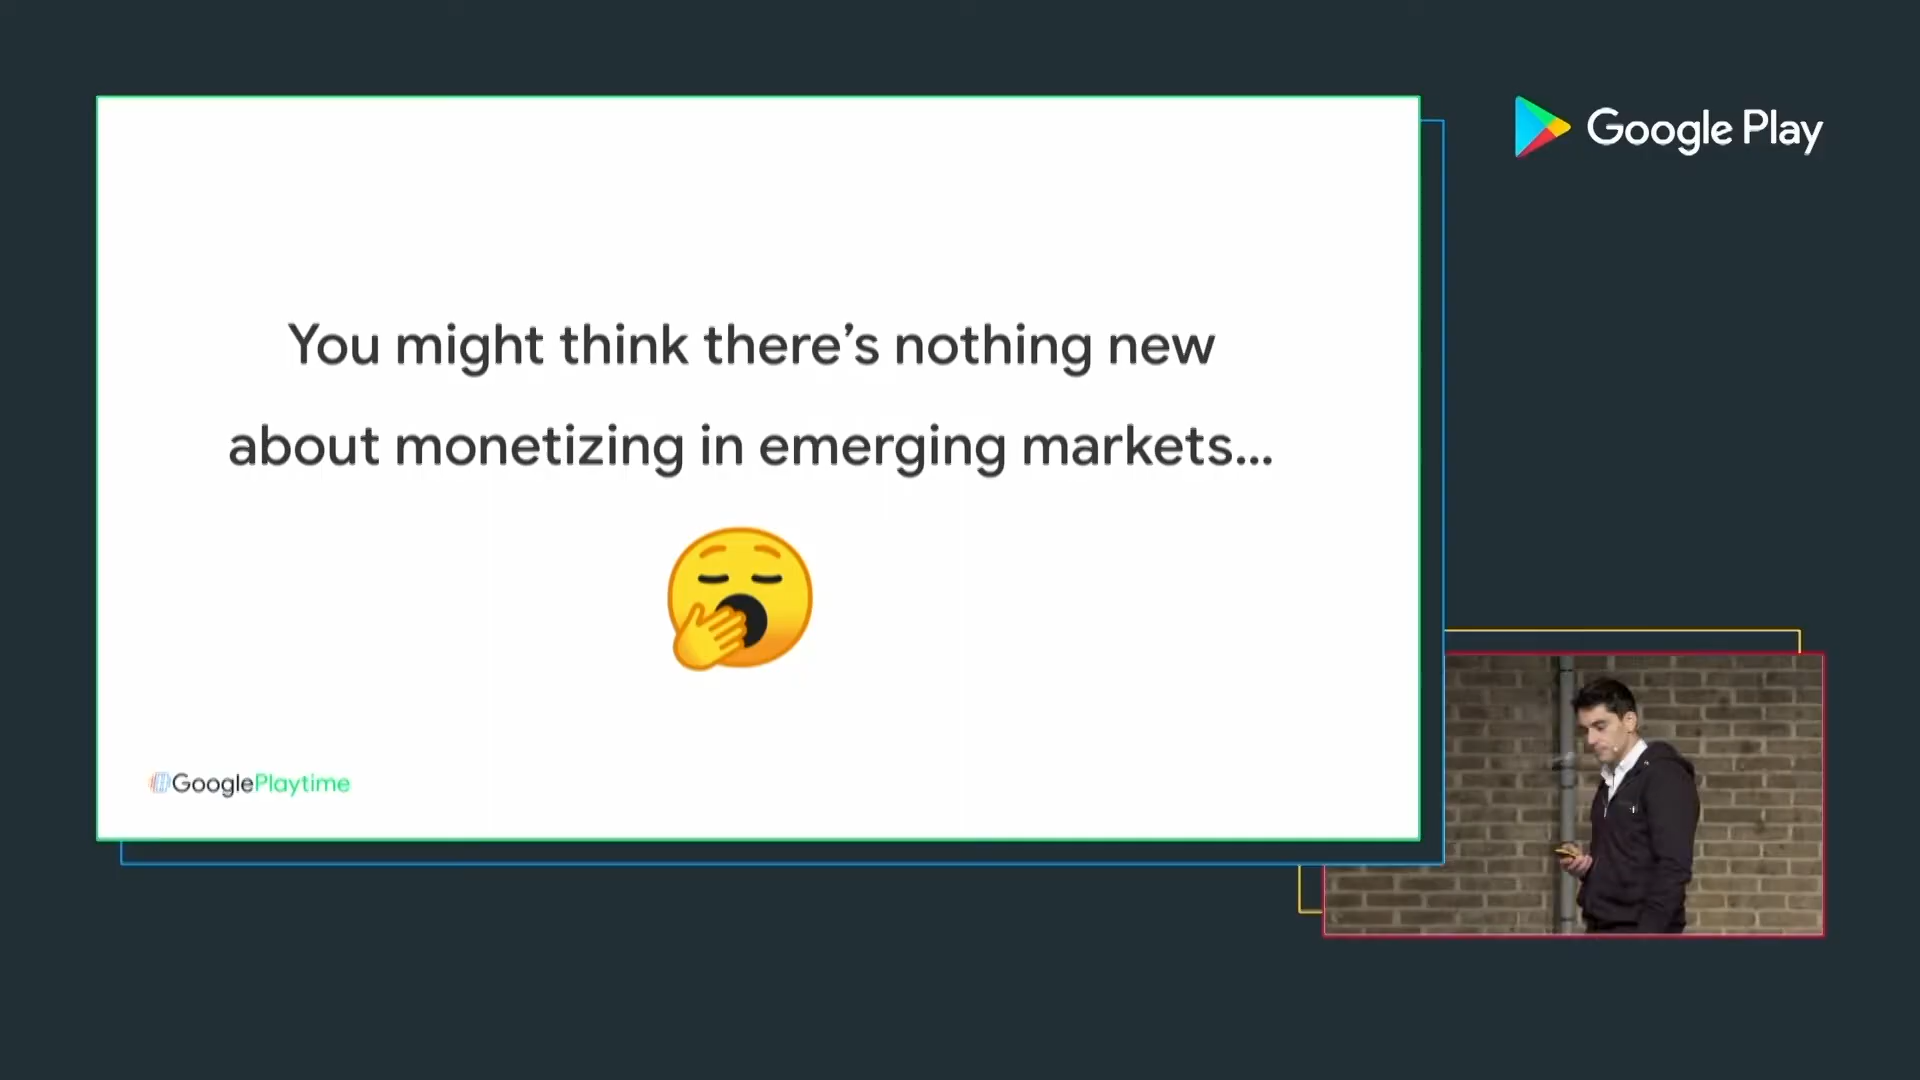 Google Play
You might think there’s nothing new
about monetizing in emerging markets...
GooglePlaytime